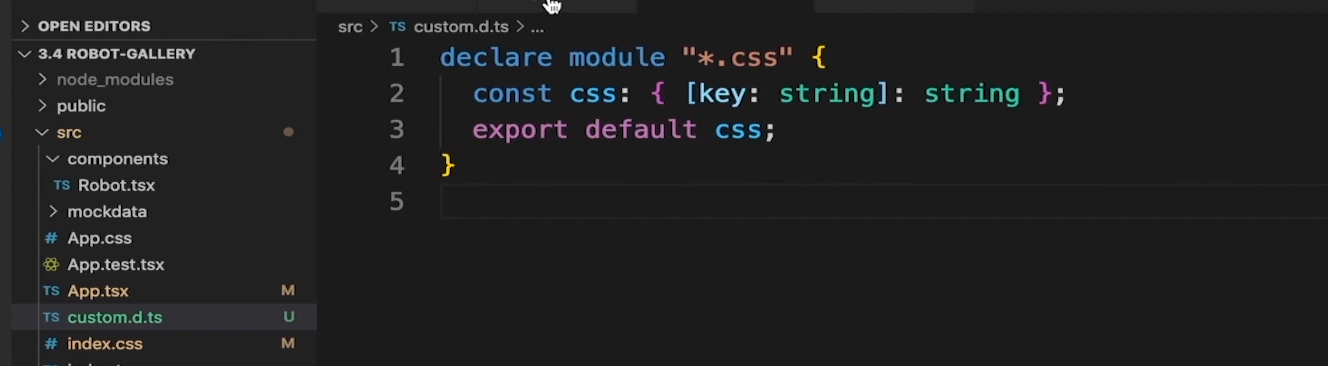 OPEN EDITORS
3.4 ROBOT-GALLERY
node_modules
public
src
components
TS Robot.tsx
mockdata
# App.css
App.test.tsx
TS App.tsx M
TS custom.d.ts U
# index.css M
src > TS custom.d.ts > ...
1 declare module "*.css" {
2 const css: { [key: string]: string };
3 export default css;
4 }
5